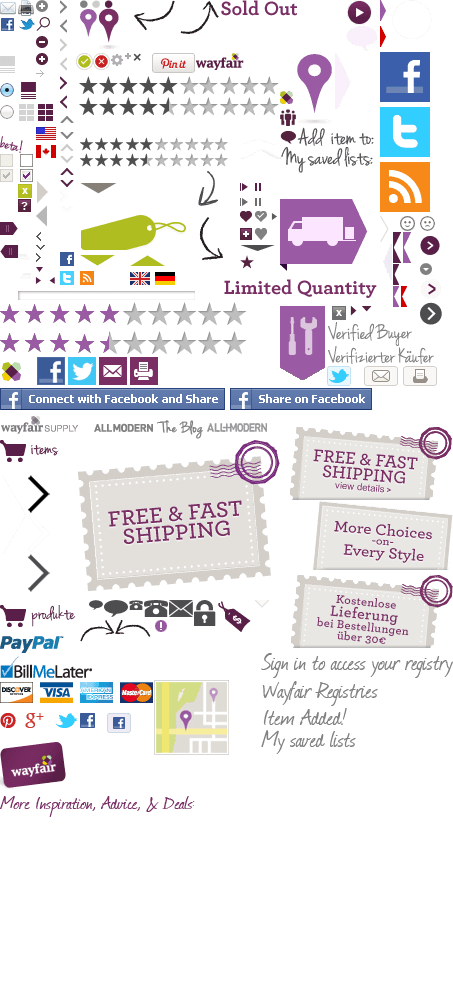 Sold Out
Pin it
wayfair
beta!
Add item to:
My saved lists:
Limited Quantity
Verified Buyer
Verifizierter Käufer
Connect with Facebook and Share
Share on Facebook
wayfair SUPPLY
ALLMODERN
The Blog
ALLMODERN
items
FREE & FAST
SHIPPING
view details >
FREE & FAST
SHIPPING
More Choices
-on-
Every Style
Kostenlose
Lieferung
bei Bestellungen
über 30€
produkte
PayPal
BillMeLater
DISCOVER
VISA
AMERICAN
EXPRESS
MasterCard
Sign in to access your registry
Wayfair Registries
Item Added!
My saved lists
wayfair
More Inspiration, Advice, & Deals: